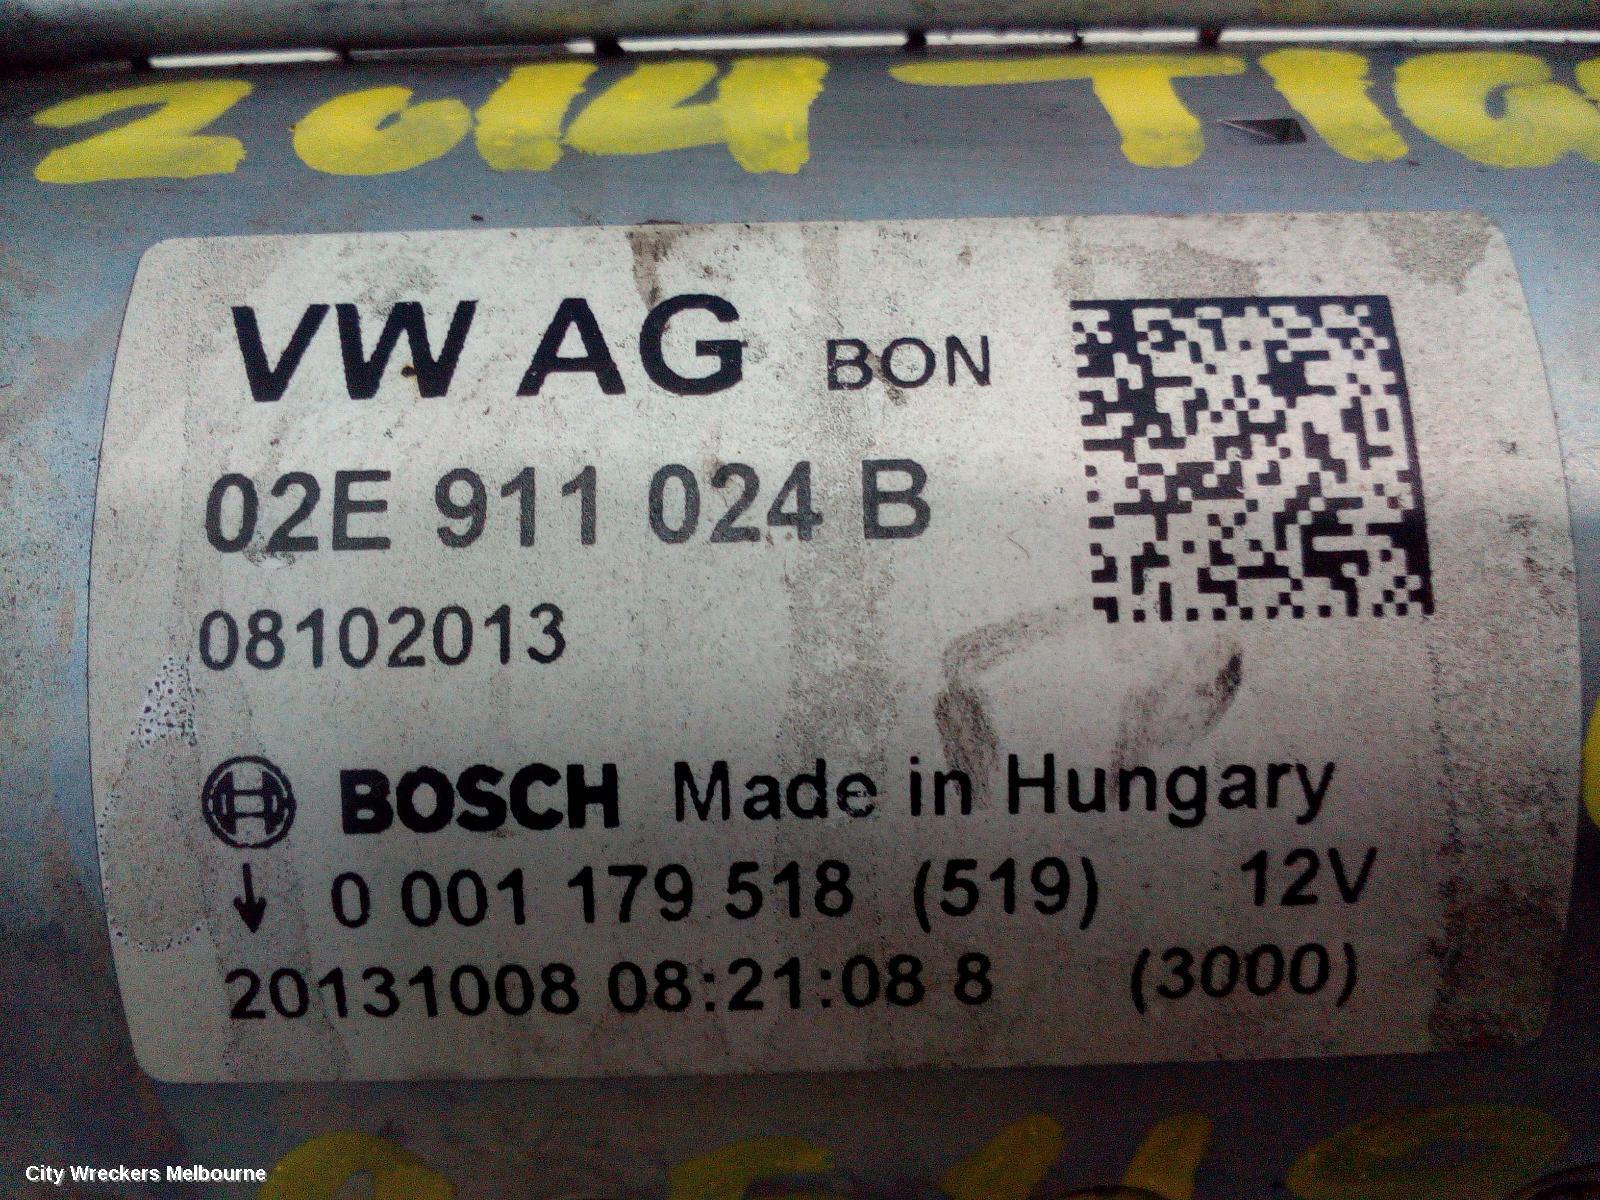 2014 TIG
VW AG BON
02E 911 024 B
08102013
BOSCH Made in Hungary
↓ 0 001 179 518 (519) 12V
20131008 08:21:08 8 (3000)
City Wreckers Melbourne